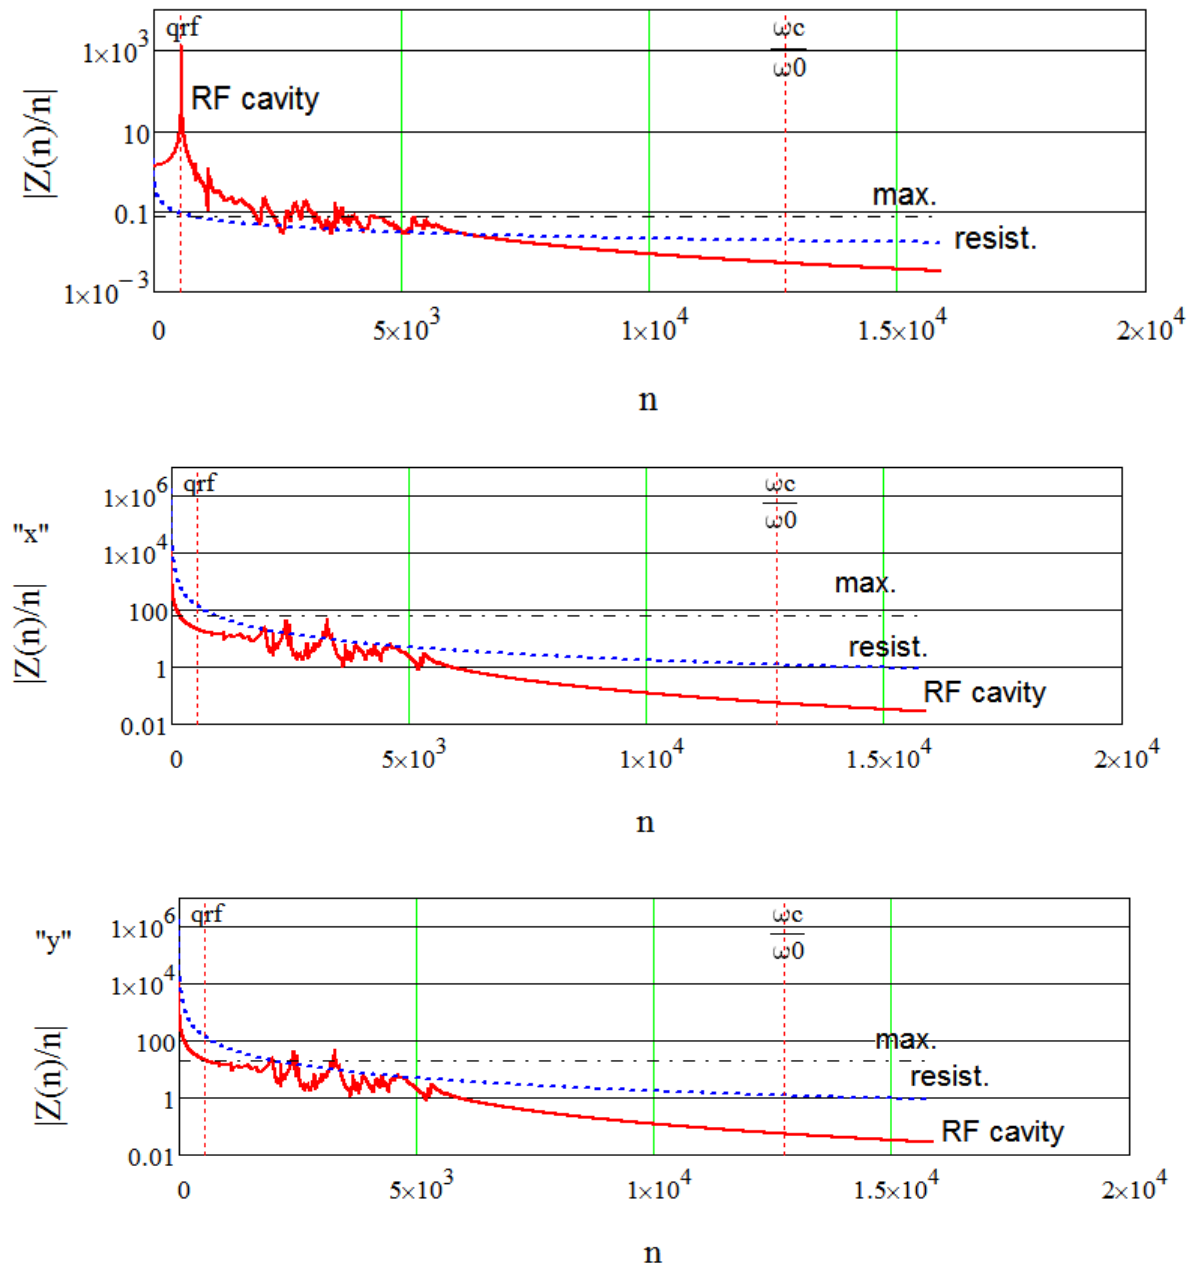 qrf
ωc
ω0
1×10³
RF cavity
10
|Z(n)/n|
max.
0.1
resist.
1×10⁻³
0
5×10³
1×10⁴
1.5×10⁴
2×10⁴
n
qrf
ωc
ω0
1×10⁶
"x"
1×10⁴
max.
100
|Z(n)/n|
resist.
1
RF cavity
0.01
0
5×10³
1×10⁴
1.5×10⁴
2×10⁴
n
qrf
ωc
ω0
1×10⁶
"y"
1×10⁴
max.
100
|Z(n)/n|
resist.
1
RF cavity
0.01
0
5×10³
1×10⁴
1.5×10⁴
2×10⁴
n